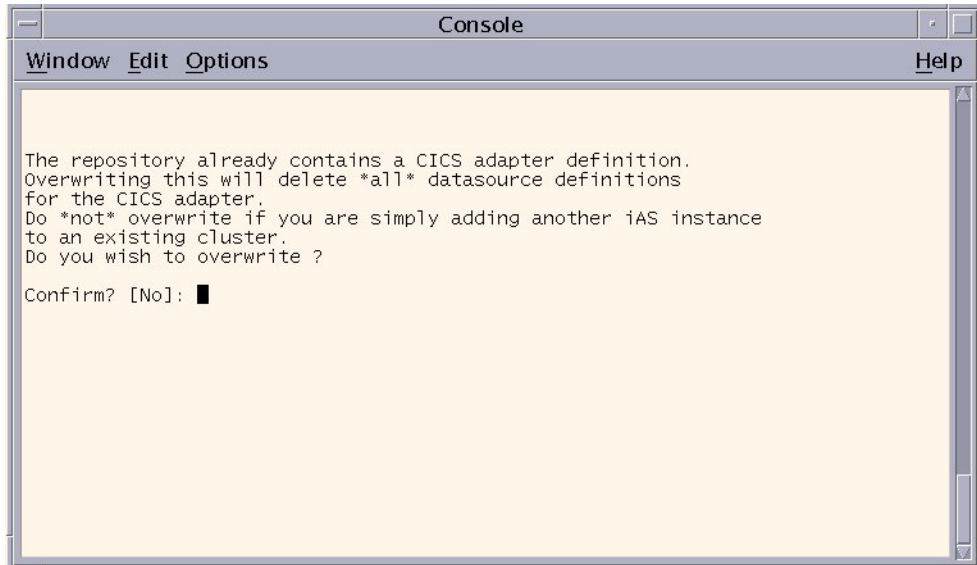 Console
Window Edit Options Help
The repository already contains a CICS adapter definition.
Overwriting this will delete *all* datasource definitions
for the CICS adapter.
Do *not* overwrite if you are simply adding another iAS instance
to an existing cluster.
Do you wish to overwrite ?
Confirm? [No]: